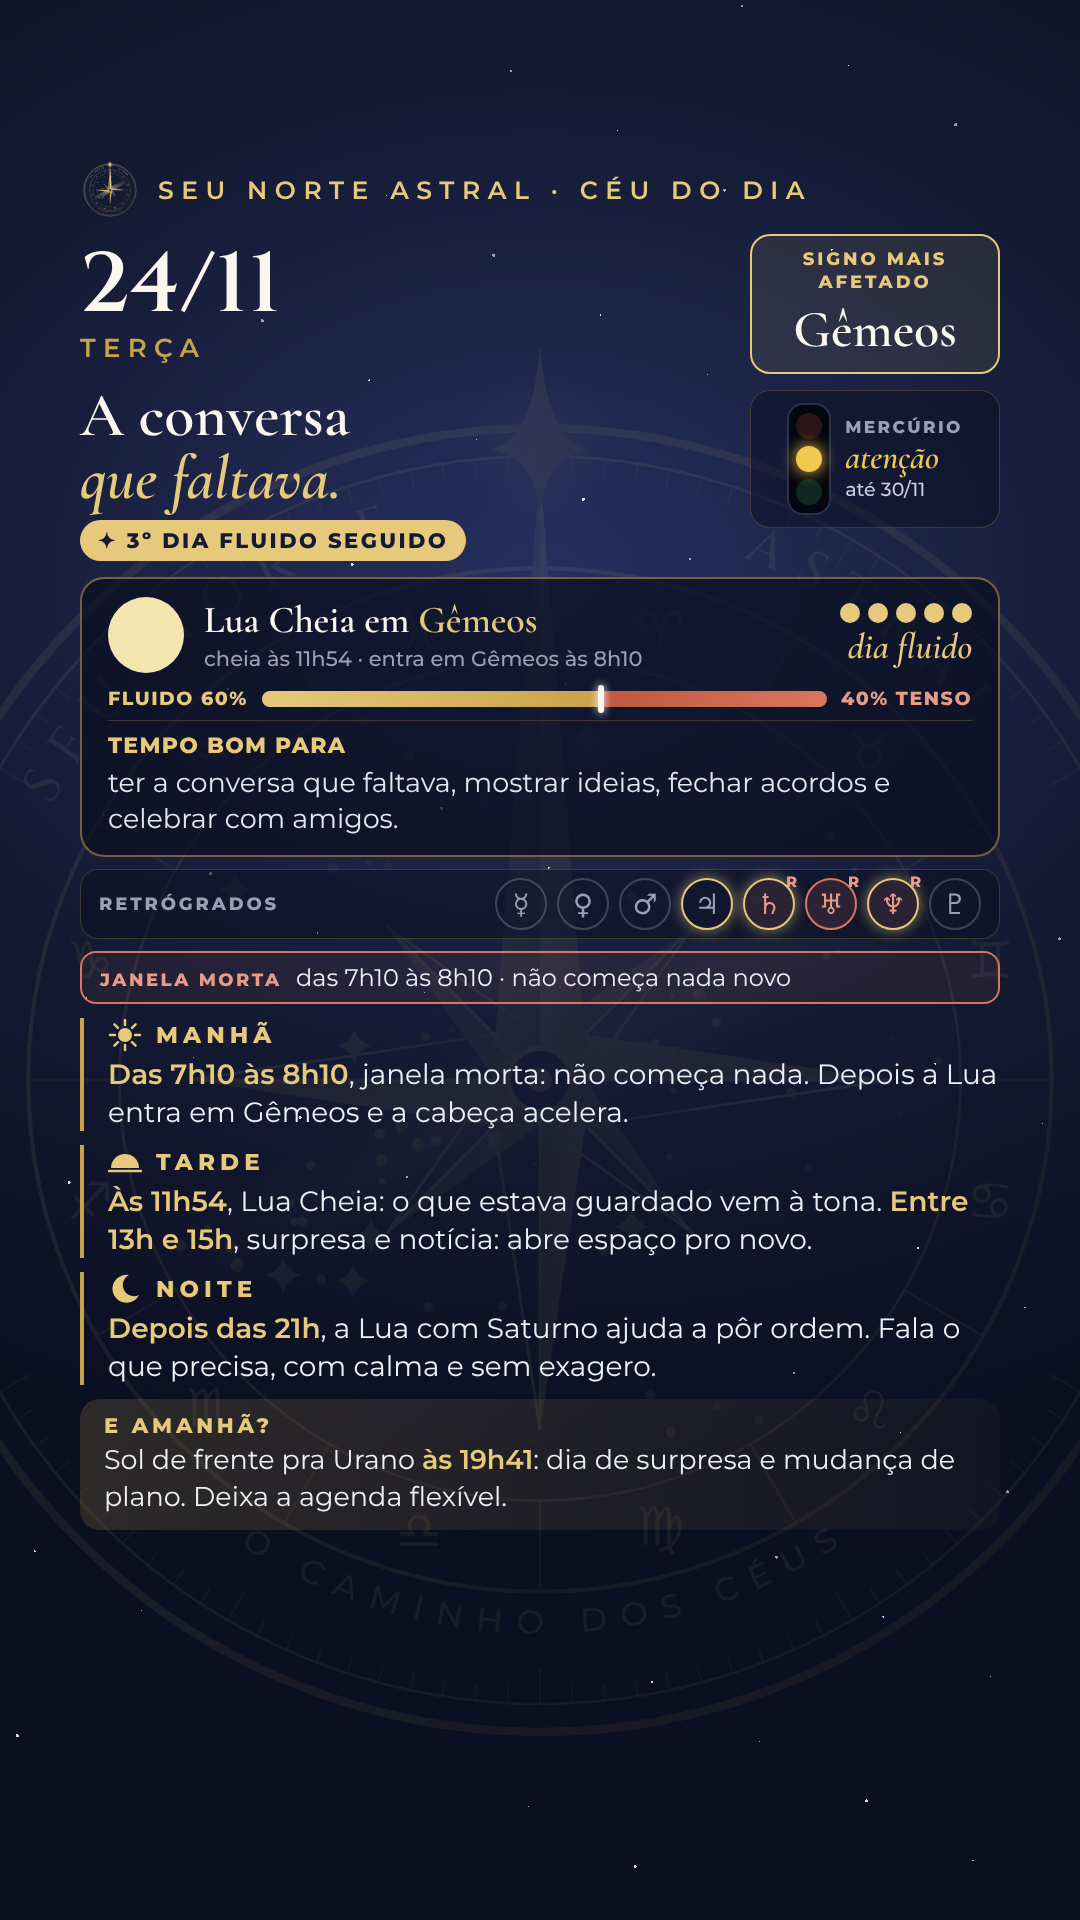 SEU NORTE ASTRAL · CÉU DO DIA
24/11
TERÇA
A conversa
que faltava.
✦ 3º DIA FLUIDO SEGUIDO
SIGNO MAIS
AFETADO
Gêmeos
MERCÚRIO
atenção
até 30/11
Lua Cheia em Gêmeos
cheia às 11h54 · entra em Gêmeos às 8h10
dia fluido
FLUIDO 60%
40% TENSO
TEMPO BOM PARA
ter a conversa que faltava, mostrar ideias, fechar acordos e
celebrar com amigos.
RETRÓGRADOS
☿ ♀ ♂ ♃ ♄ R ♅ R ♆ R ♇
JANELA MORTA das 7h10 às 8h10 · não começa nada novo
MANHÃ
Das 7h10 às 8h10, janela morta: não começa nada. Depois a Lua
entra em Gêmeos e a cabeça acelera.
TARDE
Às 11h54, Lua Cheia: o que estava guardado vem à tona. Entre
13h e 15h, surpresa e notícia: abre espaço pro novo.
NOITE
Depois das 21h, a Lua com Saturno ajuda a pôr ordem. Fala o
que precisa, com calma e sem exagero.
E AMANHÃ?
Sol de frente pra Urano às 19h41: dia de surpresa e mudança de
plano. Deixa a agenda flexível.
O CAMINHO DOS CÉUS